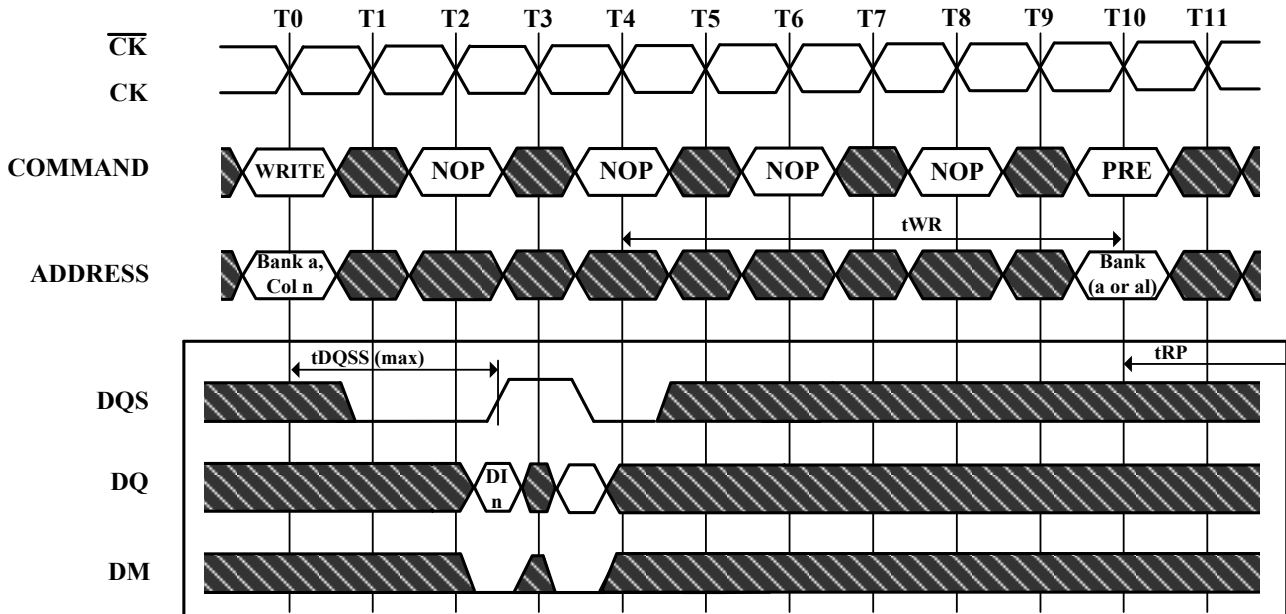 T0 T1 T2 T3 T4 T5 T6 T7 T8 T9 T10 T11
CK
CK
COMMAND
WRITE NOP NOP NOP NOP PRE
tWR
ADDRESS
Bank a,
Col n
Bank
(a or al)
tDQSS (max)
tRP
DQS
DQ
DI
n
DM